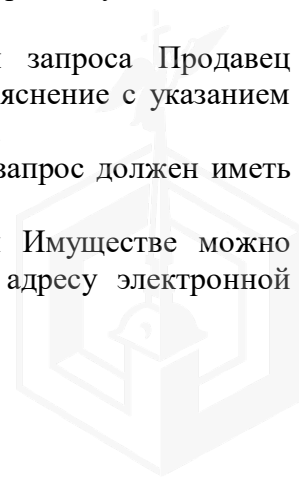 запроса Продавец
яснение с указанием
запрос должен иметь
Имуществе можно
адресу электронной